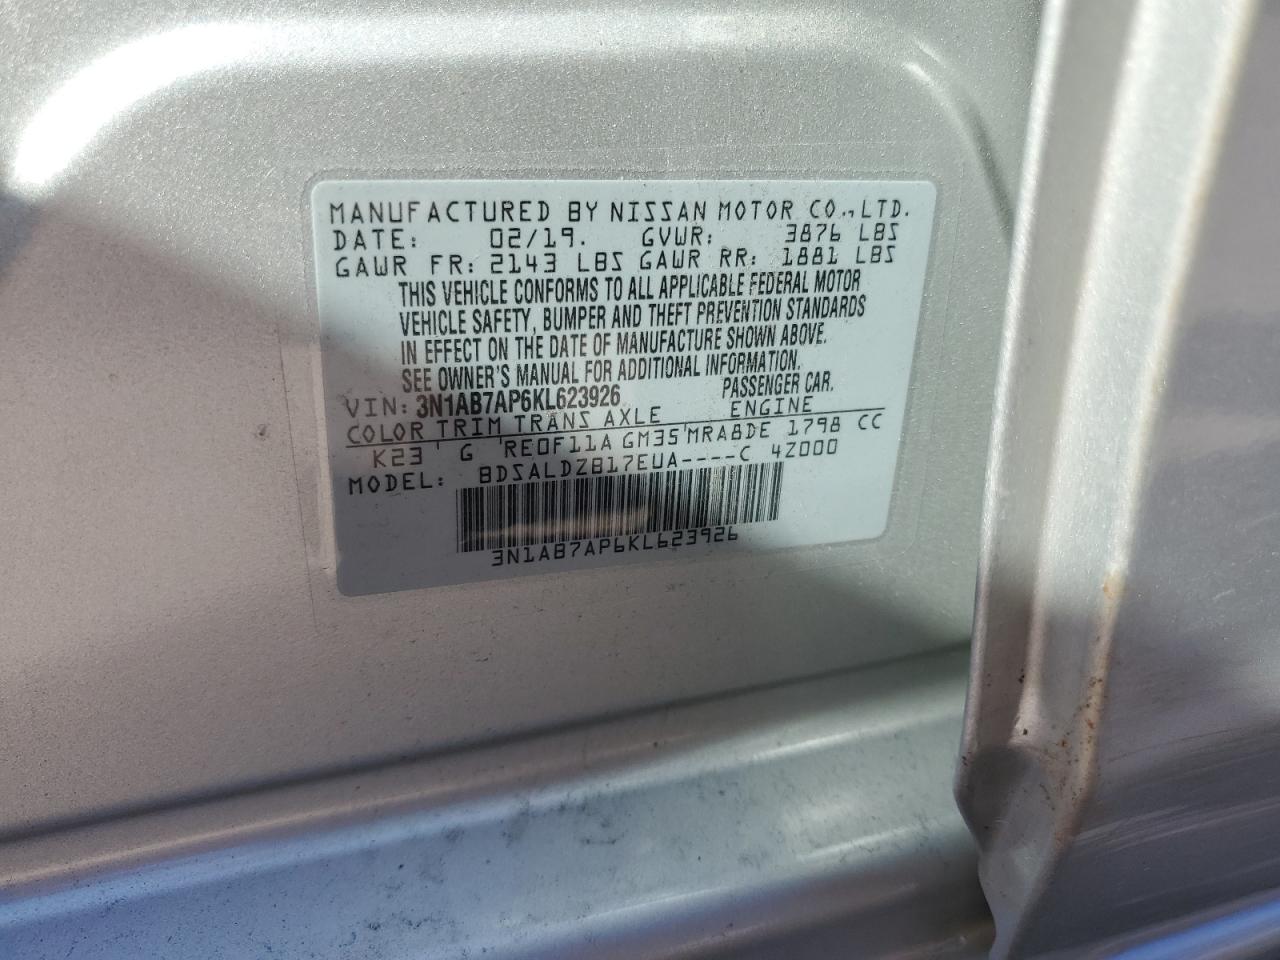 MANUFACTURED BY NISSAN MOTOR CO.,LTD.
DATE: 02/19. GVWR: 3876 LBS
GAWR FR: 2143 LBS GAWR RR: 1881 LBS
THIS VEHICLE CONFORMS TO ALL APPLICABLE FEDERAL MOTOR
VEHICLE SAFETY, BUMPER AND THEFT PREVENTION STANDARDS
IN EFFECT ON THE DATE OF MANUFACTURE SHOWN ABOVE.
SEE OWNER'S MANUAL FOR ADDITIONAL INFORMATION.
VIN: 3N1AB7AP6KL623926 PASSENGER CAR.
COLOR TRIM TRANS AXLE ENGINE
K23 G RE0F11A GM35 MRA8DE 1798 CC
MODEL: BDSALDZB17EUA----C 4Z000
3N1AB7AP6KL623926